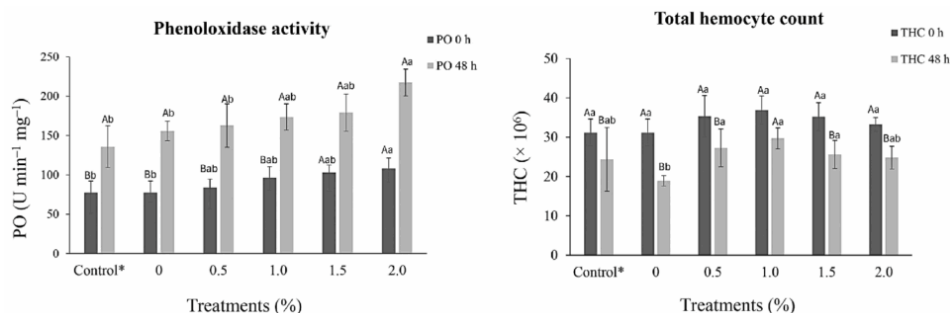 Phenoloxidase activity
PO 0 h
PO 48 h
PO (U min⁻¹ mg⁻¹)
250
200
150
100
50
0
Bb Ab Bb Ab Bab Ab Bab Aab Aab Aab Aa Aa
Control* 0 0.5 1.0 1.5 2.0
Treatments (%)
Total hemocyte count
THC 0 h
THC 48 h
THC (× 10⁶)
50
40
30
20
10
0
Aa Bab Aa Bb Aa Ba Aa Aa Aa Ba Aa Bab
Control* 0 0.5 1.0 1.5 2.0
Treatments (%)